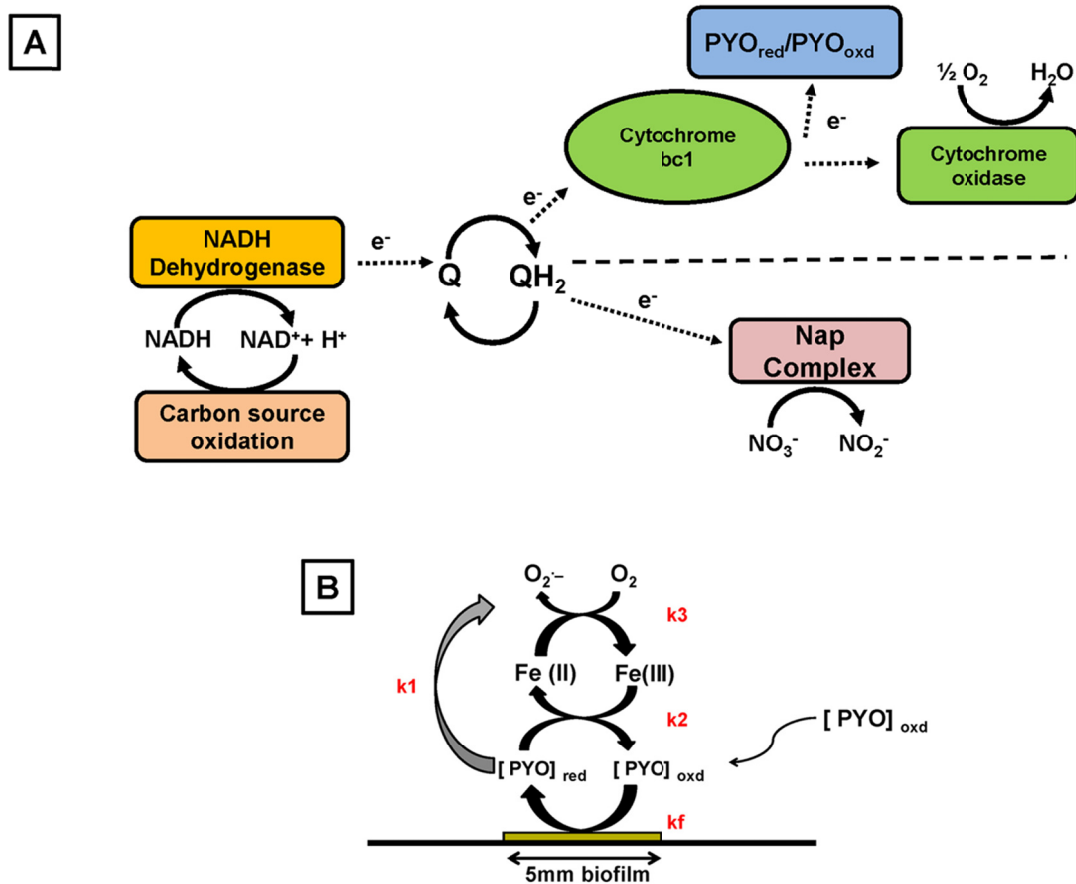 A
PYOred/PYOoxd
½ O2
H2O
Cytochrome
bc1
e-
Cytochrome
oxidase
e-
NADH
Dehydrogenase
e-
Q
QH2
e-
NADH
NAD++ H+
Nap
Complex
Carbon source
oxidation
NO3-
NO2-
B
O2·–
O2
k3
Fe (II)
Fe(III)
k1
k2
[ PYO] oxd
[ PYO] red
[ PYO] oxd
kf
5mm biofilm